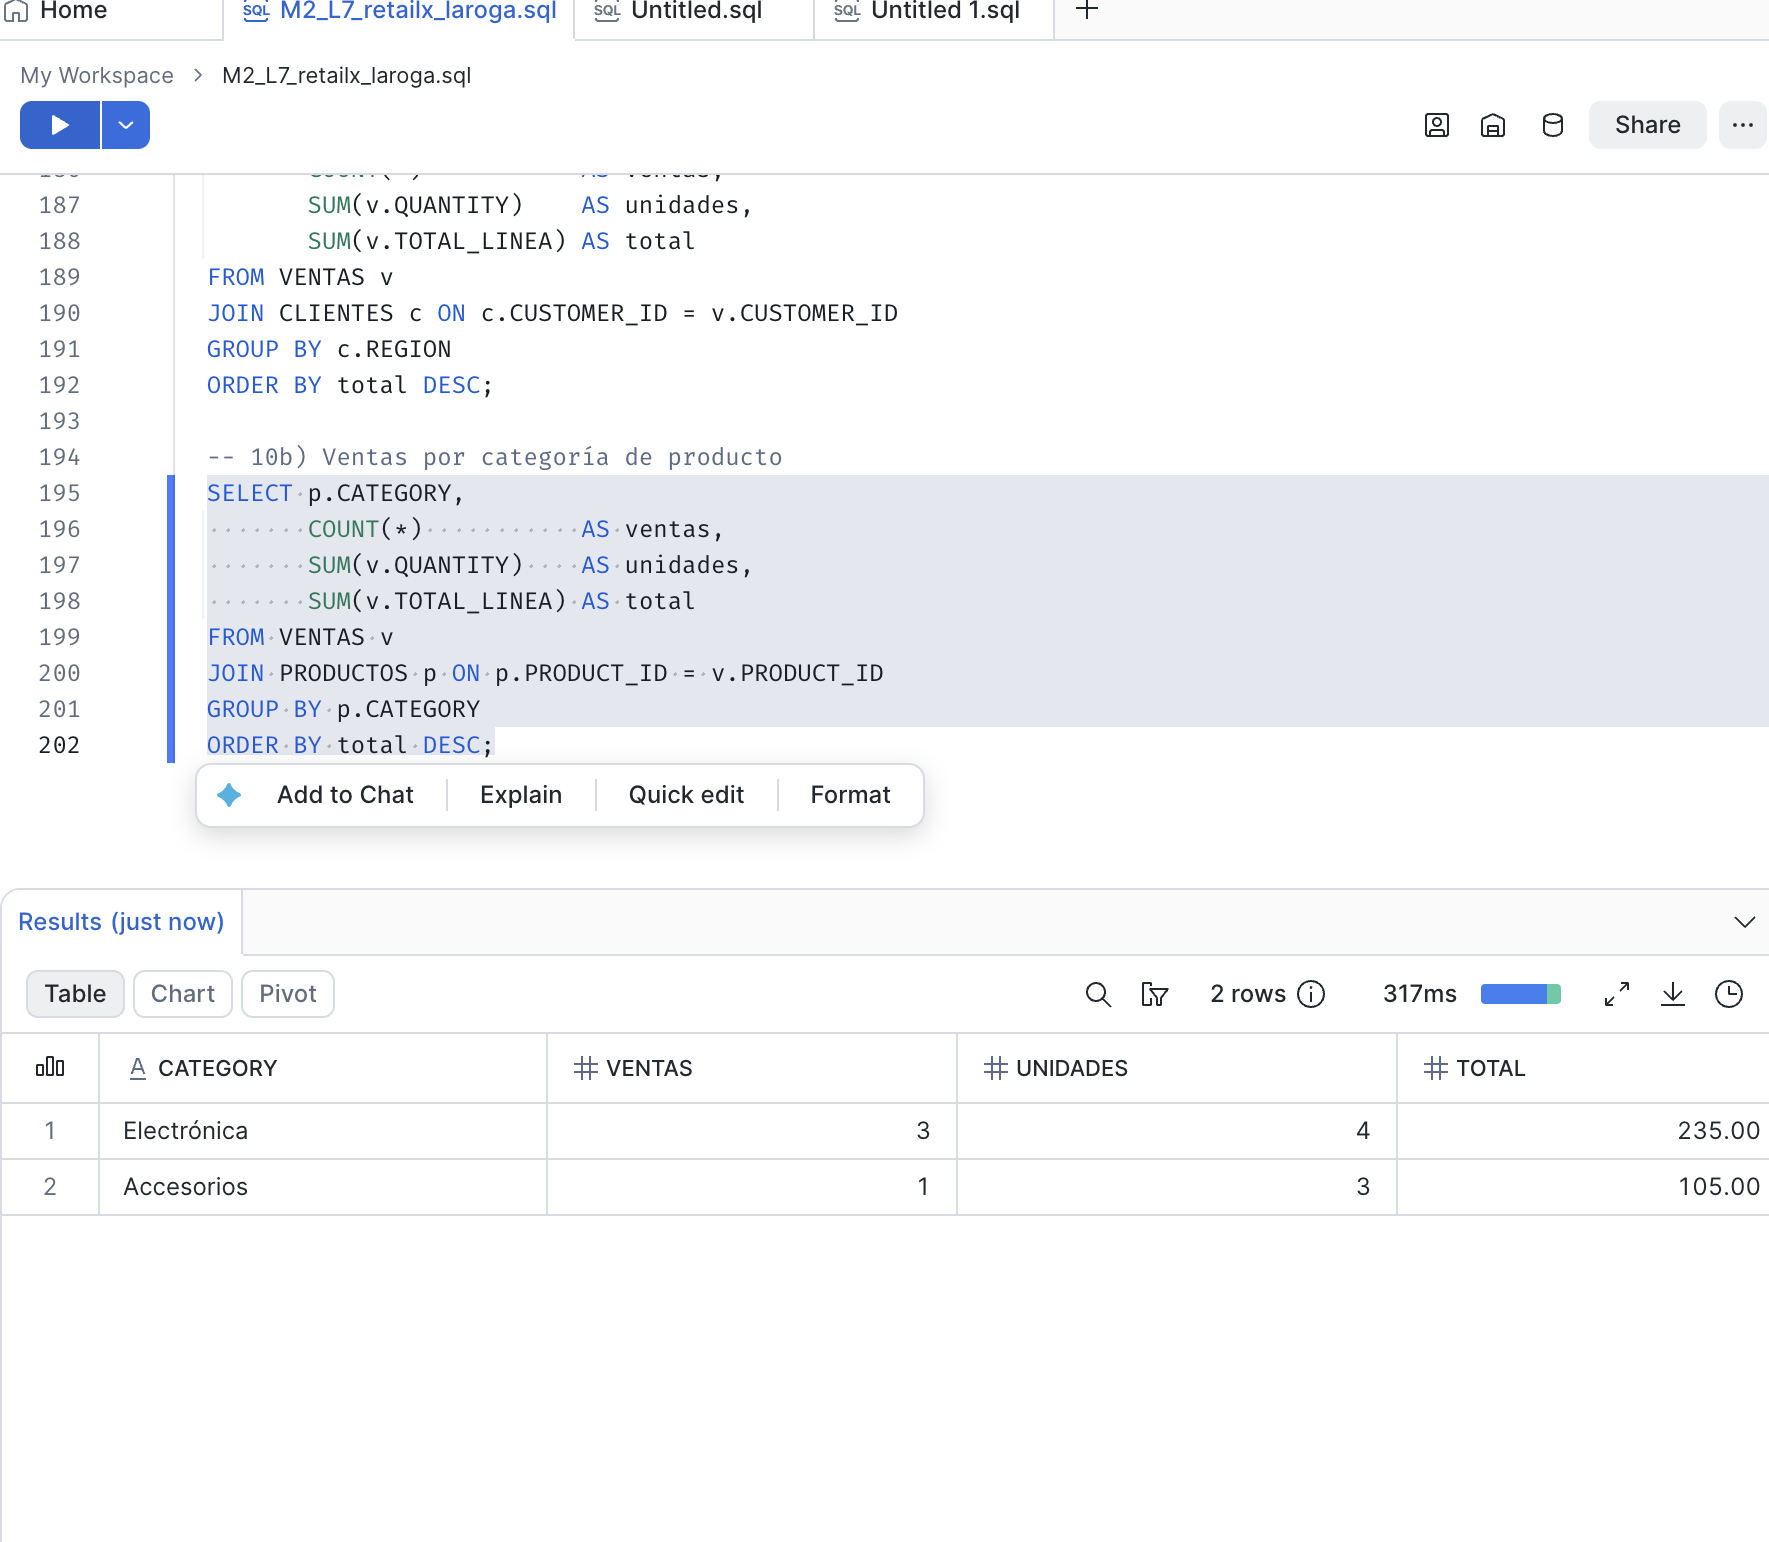 Home
SQL M2_L7_retailx_laroga.sql
SQL Untitled.sql
SQL Untitled 1.sql
My Workspace > M2_L7_retailx_laroga.sql
Share
187 SUM(v.QUANTITY) AS unidades,
188 SUM(v.TOTAL_LINEA) AS total
189 FROM VENTAS v
190 JOIN CLIENTES c ON c.CUSTOMER_ID = v.CUSTOMER_ID
191 GROUP BY c.REGION
192 ORDER BY total DESC;
193
194 -- 10b) Ventas por categoría de producto
195 SELECT p.CATEGORY,
196 COUNT(*) AS ventas,
197 SUM(v.QUANTITY) AS unidades,
198 SUM(v.TOTAL_LINEA) AS total
199 FROM VENTAS v
200 JOIN PRODUCTOS p ON p.PRODUCT_ID = v.PRODUCT_ID
201 GROUP BY p.CATEGORY
202 ORDER BY total DESC;
Add to Chat Explain Quick edit Format
Results (just now)
Table Chart Pivot 2 rows 317ms
A CATEGORY # VENTAS # UNIDADES # TOTAL
1 Electrónica 3 4 235.00
2 Accesorios 1 3 105.00